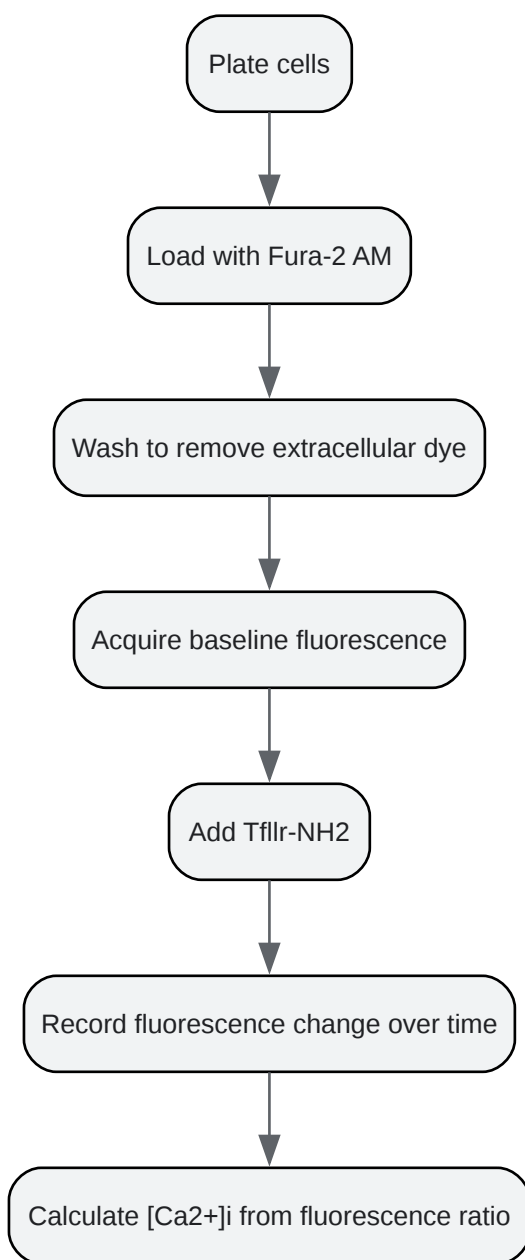 Plate cells
Load with Fura-2 AM
Wash to remove extracellular dye
Acquire baseline fluorescence
Add Tfllr-NH2
Record fluorescence change over time
Calculate [Ca2+]i from fluorescence ratio